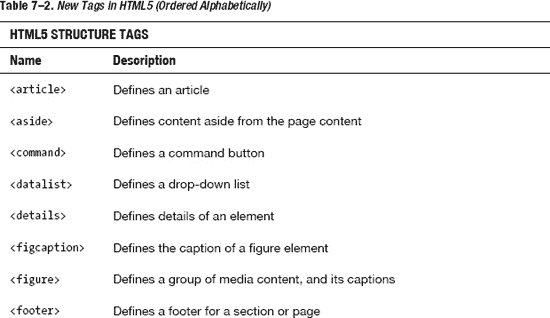 Table 7–2. New Tags in HTML5 (Ordered Alphabetically)
HTML5 STRUCTURE TAGS
Name Description
<article> Defines an article
<aside> Defines content aside from the page content
<command> Defines a command button
<datalist> Defines a drop-down list
<details> Defines details of an element
<figcaption> Defines the caption of a figure element
<figure> Defines a group of media content, and its captions
<footer> Defines a footer for a section or page